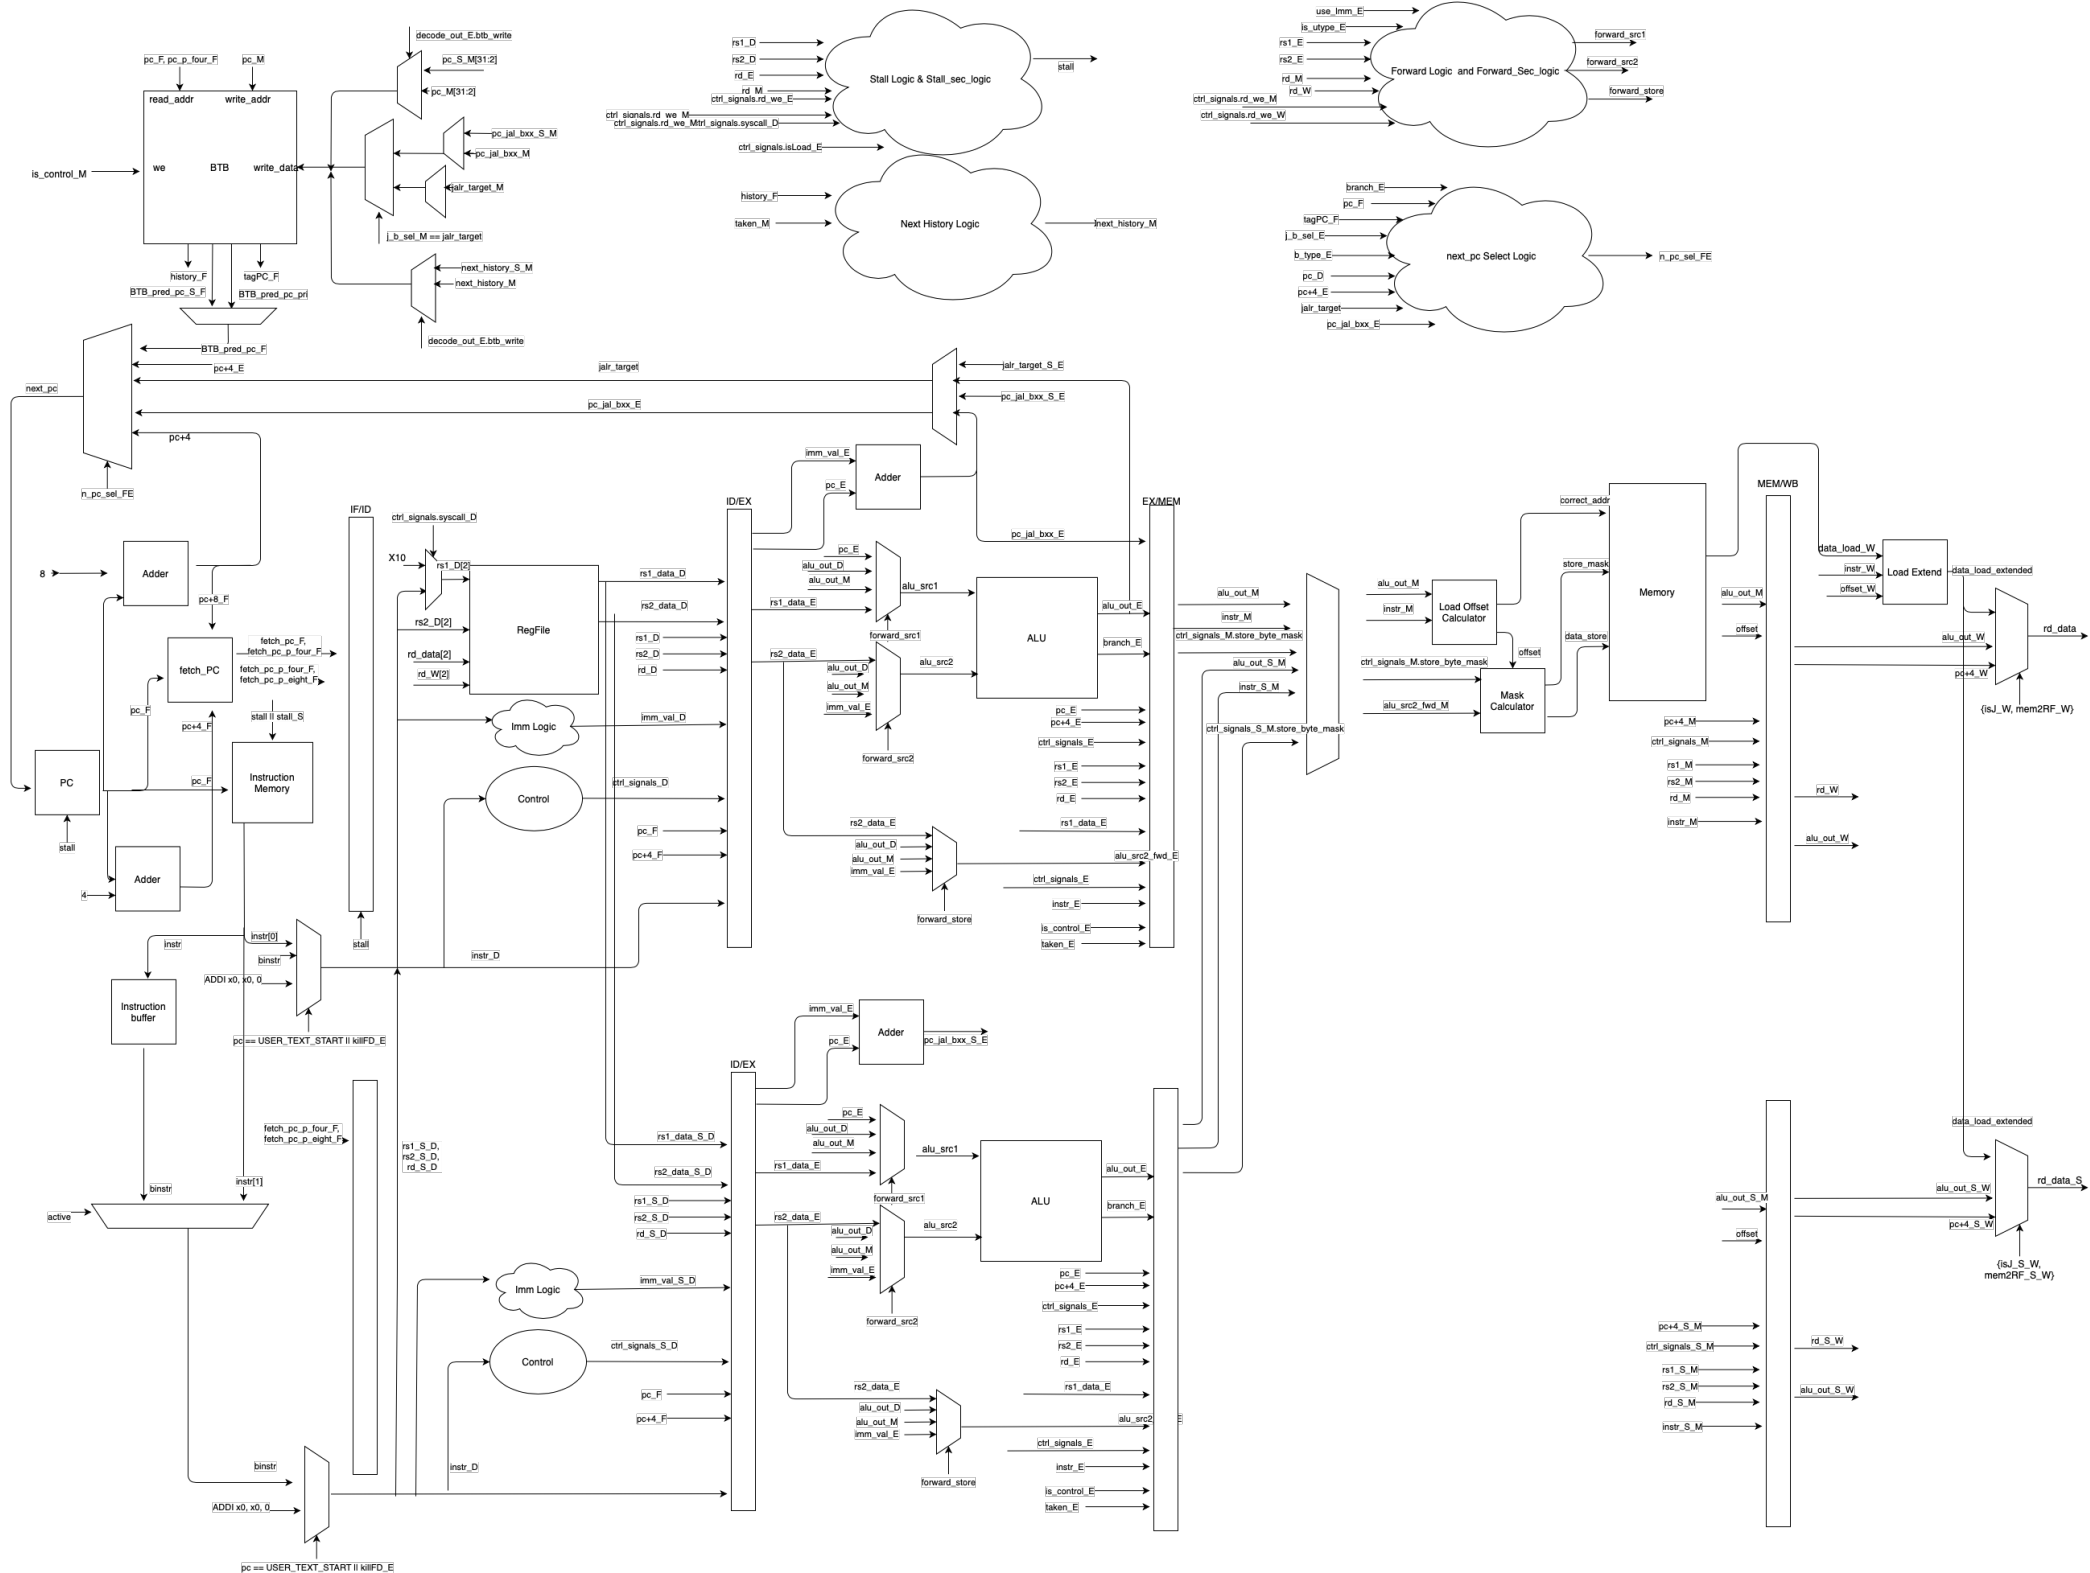 decode_out_E.btb_write
pc_F, pc_p_four_F
pc_M
pc_S_M[31:2]
pc_M[31:2]
read_addr
write_addr
we
BTB
write_data
is_control_M
pc_jal_bxx_S_M
pc_jal_bxx_M
jalr_target_M
j_b_sel_M == jalr_target
history_F
tagPC_F
BTB_pred_pc_S_F
BTB_pred_pc_pri
next_history_S_M
next_history_M
decode_out_E.btb_write
BTB_pred_pc_F
pc+4_E
rs1_D
rs2_D
rd_E
rd_M
ctrl_signals.rd_we_E
ctrl_signals.rd_we_M
ctrl_signals.rd_we_Mtrl_signals.syscall_D
ctrl_signals.isLoad_E
Stall Logic & Stall_sec_logic
stall
history_F
taken_M
Next History Logic
next_history_M
use_Imm_E
is_utype_E
rs1_E
rs2_E
rd_M
rd_W
ctrl_signals.rd_we_M
ctrl_signals.rd_we_W
Forward Logic and Forward_Sec_logic
forward_src1
forward_src2
forward_store
branch_E
pc_F
tagPC_F
j_b_sel_E
b_type_E
pc_D
pc+4_E
jalr_target
pc_jal_bxx_E
next_pc Select Logic
n_pc_sel_FE
next_pc
jalr_target
jalr_target_S_E
pc_jal_bxx_S_E
pc_jal_bxx_E
pc+4
n_pc_sel_FE
8
Adder
pc+8_F
fetch_PC
fetch_pc_F,
fetch_pc_p_four_F
fetch_pc_p_four_F,
fetch_pc_p_eight_F
pc_F
pc+4_F
stall || stall_S
PC
stall
pc_F
Instruction
Memory
Adder
4
IF/ID
stall
ctrl_signals.syscall_D
X10
rs1_D[2]
rs2_D[2]
rd_data[2]
rd_W[2]
RegFile
Imm Logic
Control
rs1_data_D
rs2_data_D
rs1_D
rs2_D
rd_D
imm_val_D
ctrl_signals_D
pc_F
pc+4_F
ID/EX
imm_val_E
pc_E
Adder
pc_E
alu_out_D
alu_out_M
rs1_data_E
alu_src1
forward_src1
rs2_data_E
alu_out_D
alu_out_M
imm_val_E
alu_src2
forward_src2
ALU
pc_jal_bxx_E
alu_out_E
branch_E
pc_E
pc+4_E
ctrl_signals_E
rs1_E
rs2_E
rd_E
rs2_data_E
alu_out_D
alu_out_M
imm_val_E
forward_store
rs1_data_E
alu_src2_fwd_E
ctrl_signals_E
instr_E
is_control_E
taken_E
EX/MEM
alu_out_M
instr_M
ctrl_signals_M.store_byte_mask
alu_out_S_M
instr_S_M
ctrl_signals_S_M.store_byte_mask
alu_out_M
instr_M
Load Offset
Calculator
offset
ctrl_signals_M.store_byte_mask
alu_src2_fwd_M
Mask
Calculator
correct_addr
store_mask
data_store
Memory
MEM/WB
alu_out_M
offset
pc+4_M
ctrl_signals_M
rs1_M
rs2_M
rd_M
instr_M
data_load_W
instr_W
offset_W
Load Extend
data_load_extended
alu_out_W
pc+4_W
rd_data
{isJ_W, mem2RF_W}
rd_W
alu_out_W
instr
instr[0]
binstr
ADDI x0, x0, 0
pc == USER_TEXT_START || killFD_E
Instruction
buffer
instr_D
fetch_pc_p_four_F,
fetch_pc_p_eight_F
binstr
instr[1]
active
rs1_S_D,
rs2_S_D,
rd_S_D
binstr
ADDI x0, x0, 0
pc == USER_TEXT_START || killFD_E
instr_D
Imm Logic
Control
rs1_data_S_D
rs2_data_S_D
rs1_S_D
rs2_S_D
rd_S_D
imm_val_S_D
ctrl_signals_S_D
pc_F
pc+4_F
ID/EX
imm_val_E
pc_E
Adder
pc_jal_bxx_S_E
pc_E
alu_out_D
alu_out_M
rs1_data_E
alu_src1
forward_src1
rs2_data_E
alu_out_D
alu_out_M
imm_val_E
alu_src2
forward_src2
ALU
alu_out_E
branch_E
pc_E
pc+4_E
ctrl_signals_E
rs1_E
rs2_E
rd_E
rs2_data_E
alu_out_D
alu_out_M
imm_val_E
forward_store
rs1_data_E
alu_src2
E
ctrl_signals_E
instr_E
is_control_E
taken_E
alu_out_S_M
offset
pc+4_S_M
ctrl_signals_S_M
rs1_S_M
rs2_S_M
rd_S_M
instr_S_M
data_load_extended
alu_out_S_W
pc+4_S_W
rd_data_S
{isJ_S_W,
mem2RF_S_W}
rd_S_W
alu_out_S_W